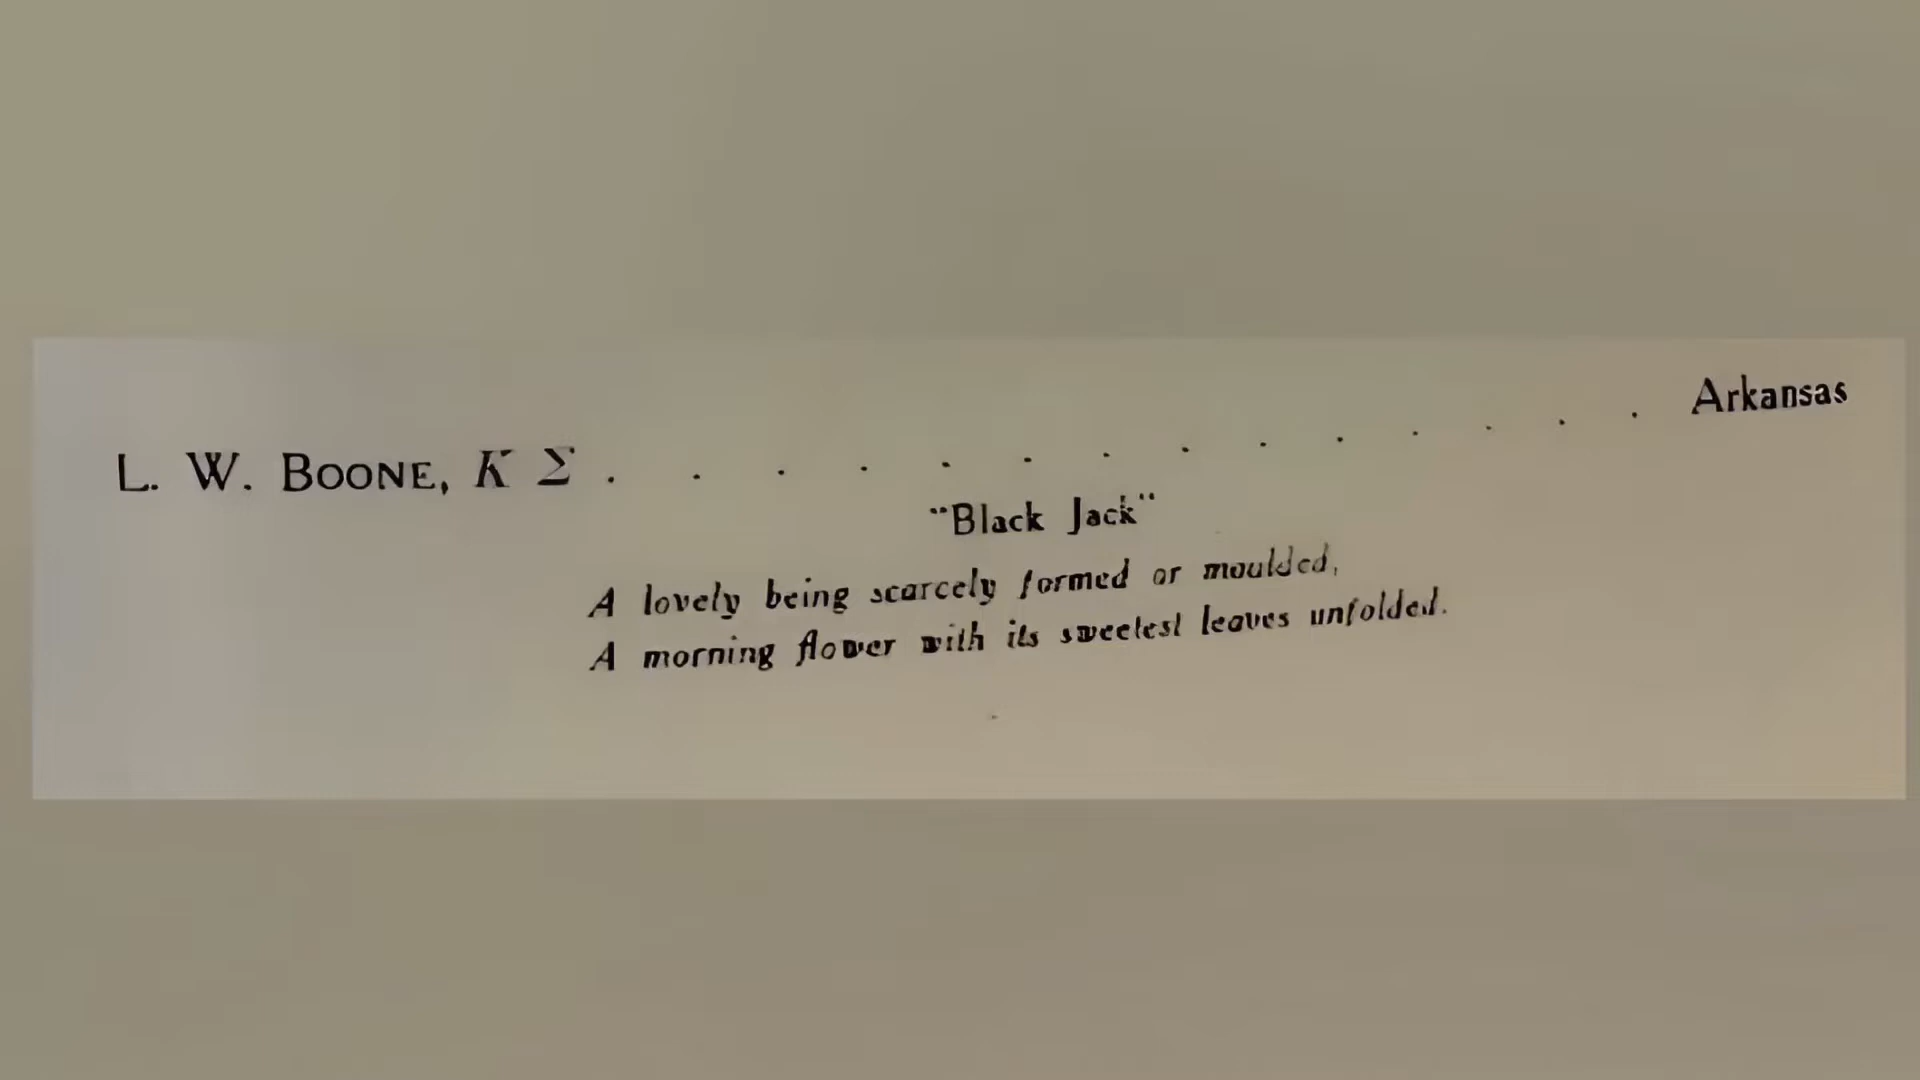 L. W. BOONE, K Σ . . . . . . . . . . . . . . Arkansas
"Black Jack"
A lovely being scarcely formed or moulded,
A morning flower with its sweetest leaves unfolded.